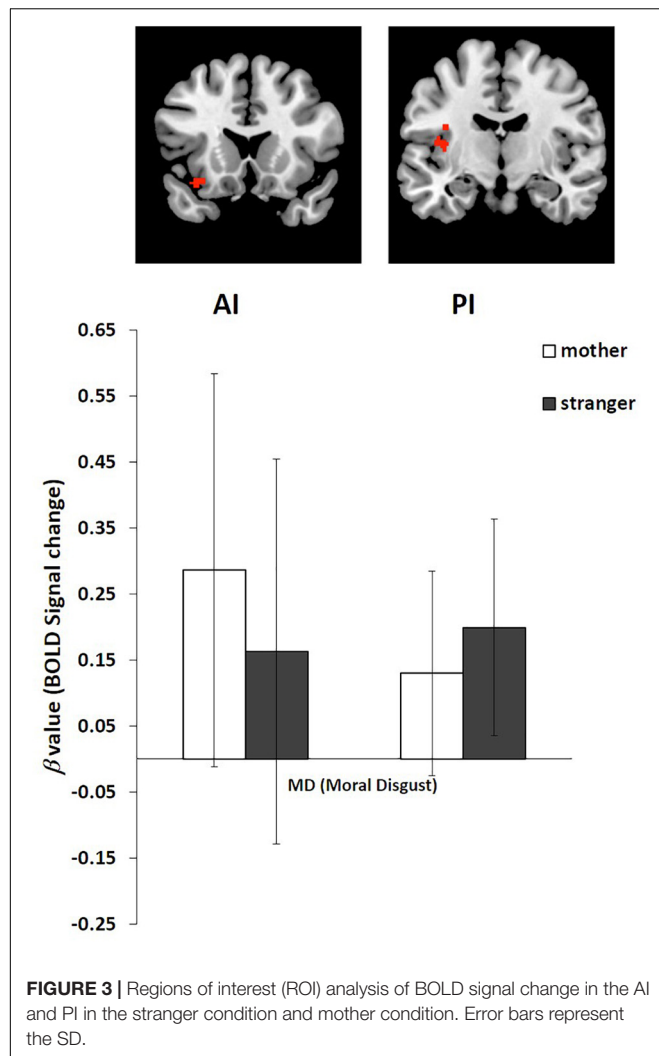 AI PI
0.65
0.55
0.45
0.35
0.25
0.15
0.05
-0.05
-0.15
-0.25
β value (BOLD Signal change)
mother
stranger
MD (Moral Disgust)
FIGURE 3 | Regions of interest (ROI) analysis of BOLD signal change in the AI
and PI in the stranger condition and mother condition. Error bars represent
the SD.